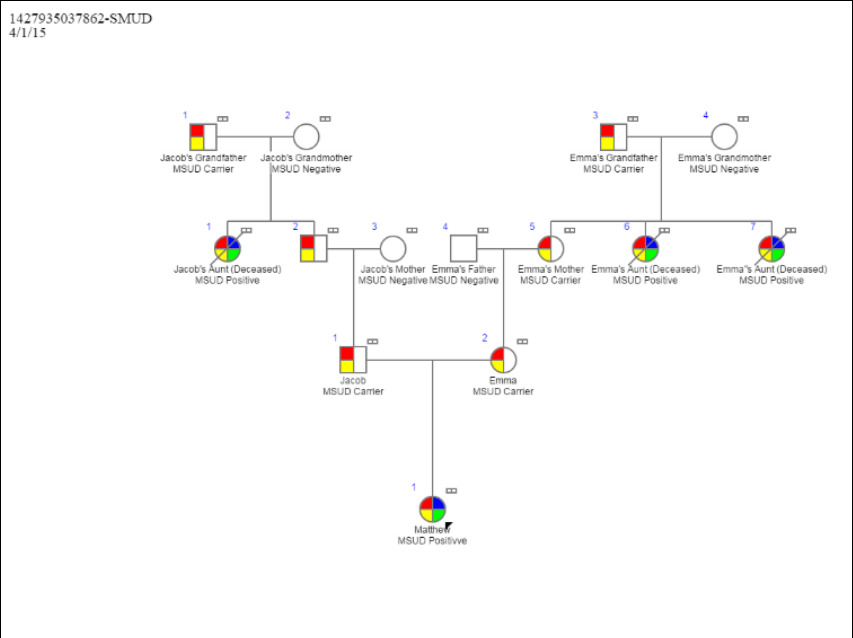 1427935037862-SMUD
4/1/15
1 2 3 4
Jacob's Grandfather Jacob's Grandmother Emma's Grandfather Emma's Grandmother
MSUD Carrier MSUD Negative MSUD Carrier MSUD Negative
1 2 3 4 5 6 7
Jacob's Aunt (Deceased) Jacob's Mother Emma's Father Emma's Mother Emma's Aunt (Deceased) Emma"s Aunt (Deceased)
MSUD Positive MSUD Negative MSUD Negative MSUD Carrier MSUD Positive MSUD Positive
1 2
Jacob Emma
MSUD Carrier MSUD Carrier
1
Matthew
MSUD Positivve